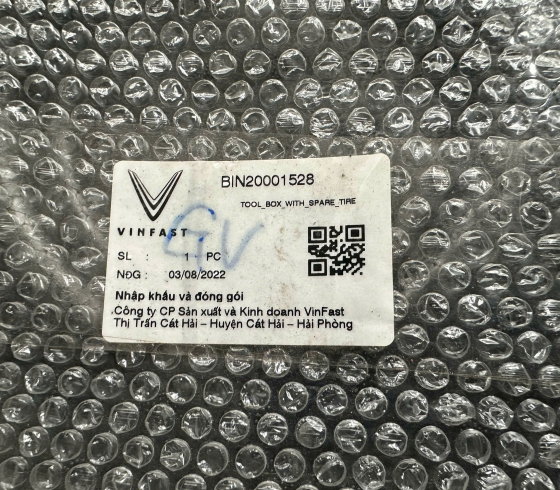 BIN20001528
TOOL_BOX_WITH_SPARE_TIRE
VINFAST
GV
SL : 1 PC
NĐG : 03/08/2022
Nhập khẩu và đóng gói
Công ty CP Sản xuất và Kinh doanh VinFast
Thị Trấn Cát Hải – Huyện Cát Hải – Hải Phòng